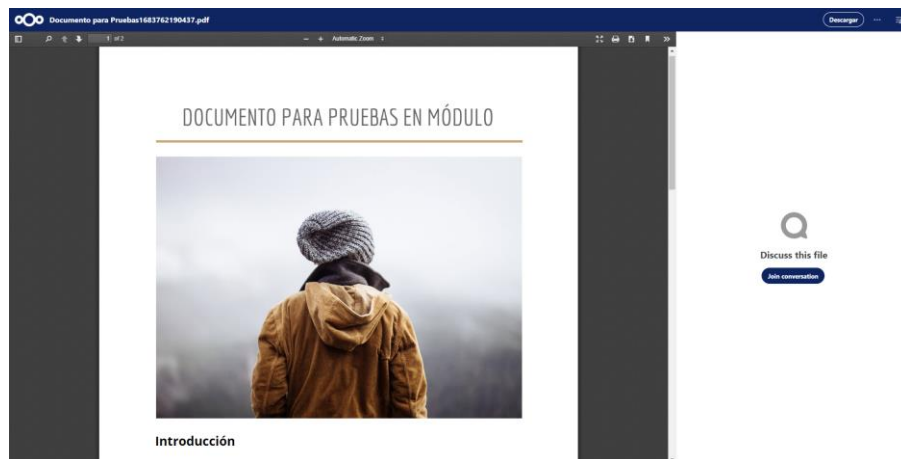 Documento para Pruebas1683762190437.pdf
Descargar
1 of 2
Automatic Zoom
DOCUMENTO PARA PRUEBAS EN MÓDULO
Discuss this file
Join conversation
Introducción